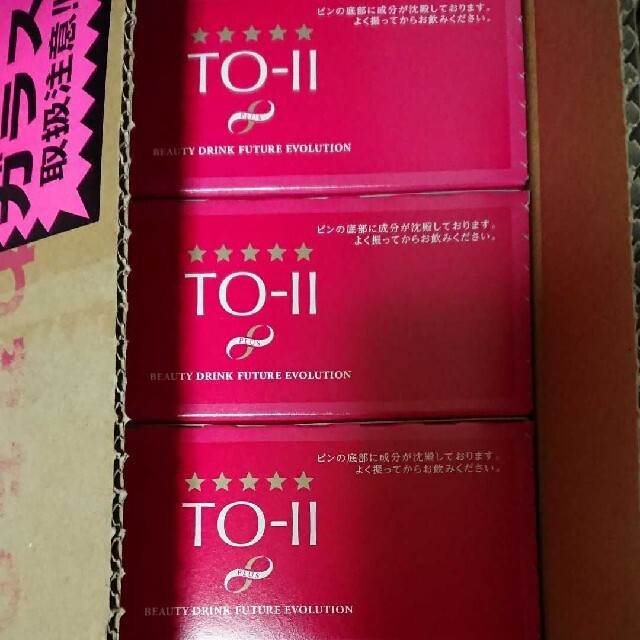 ガラス
取扱注意!!
ビンの底部に成分が沈殿しております。
よく振ってからお飲みください。
TO-II
PLUS
BEAUTY DRINK FUTURE EVOLUTION
ビンの底部に成分が沈殿しております。
よく振ってからお飲みください。
TO-II
PLUS
BEAUTY DRINK FUTURE EVOLUTION
ビンの底部に成分が沈殿しております。
よく振ってからお飲みください。
TO-II
PLUS
BEAUTY DRINK FUTURE EVOLUTION